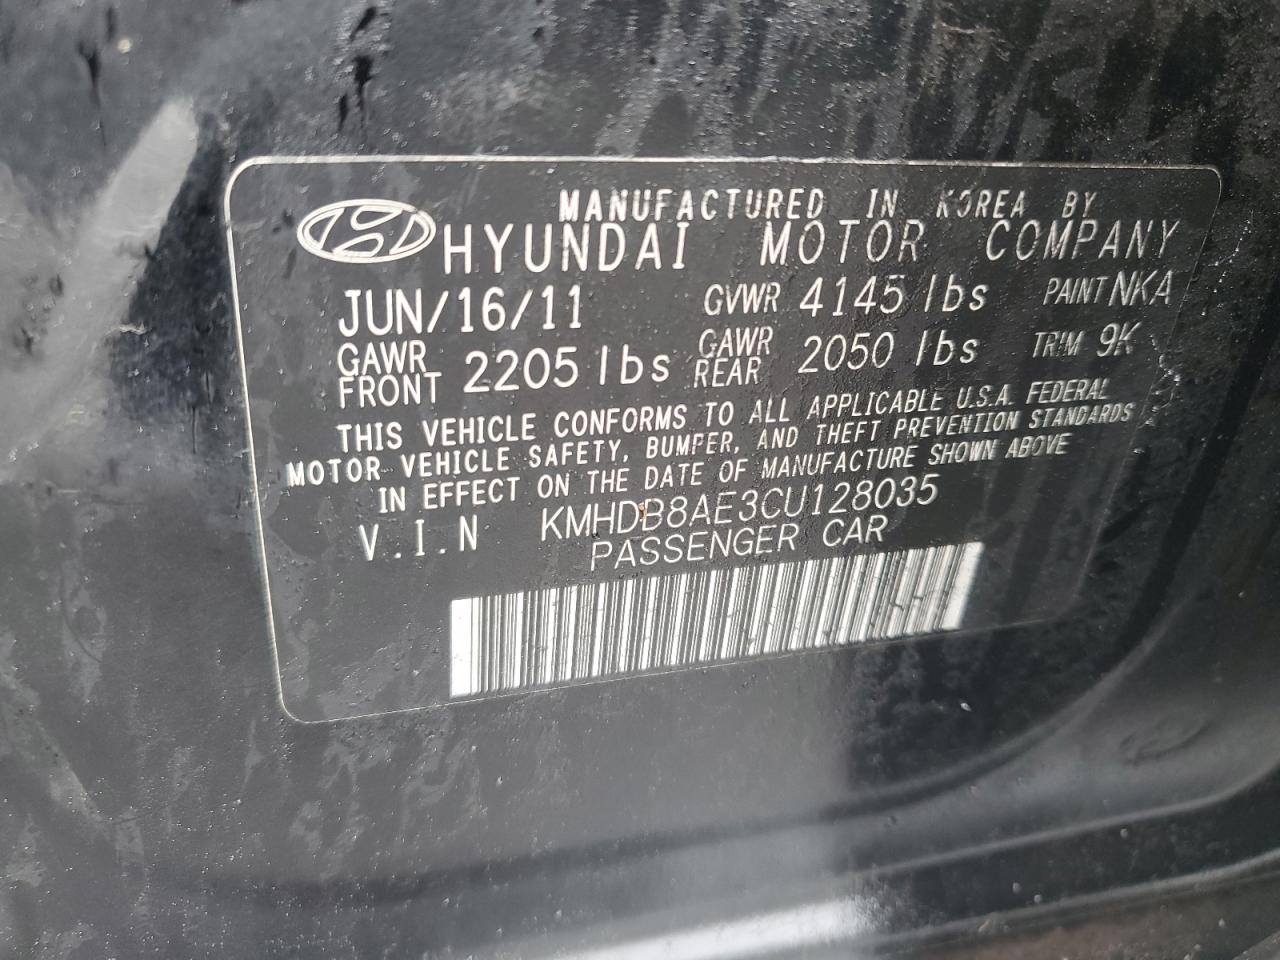 MANUFACTURED IN KOREA BY
HYUNDAI MOTOR COMPANY
JUN/16/11 GVWR 4145 lbs PAINT NKA
GAWR FRONT 2205 lbs GAWR REAR 2050 lbs TRIM 9K
THIS VEHICLE CONFORMS TO ALL APPLICABLE U.S.A. FEDERAL
MOTOR VEHICLE SAFETY, BUMPER, AND THEFT PREVENTION STANDARDS
IN EFFECT ON THE DATE OF MANUFACTURE SHOWN ABOVE
V.I.N KMHDB8AE3CU128035
PASSENGER CAR